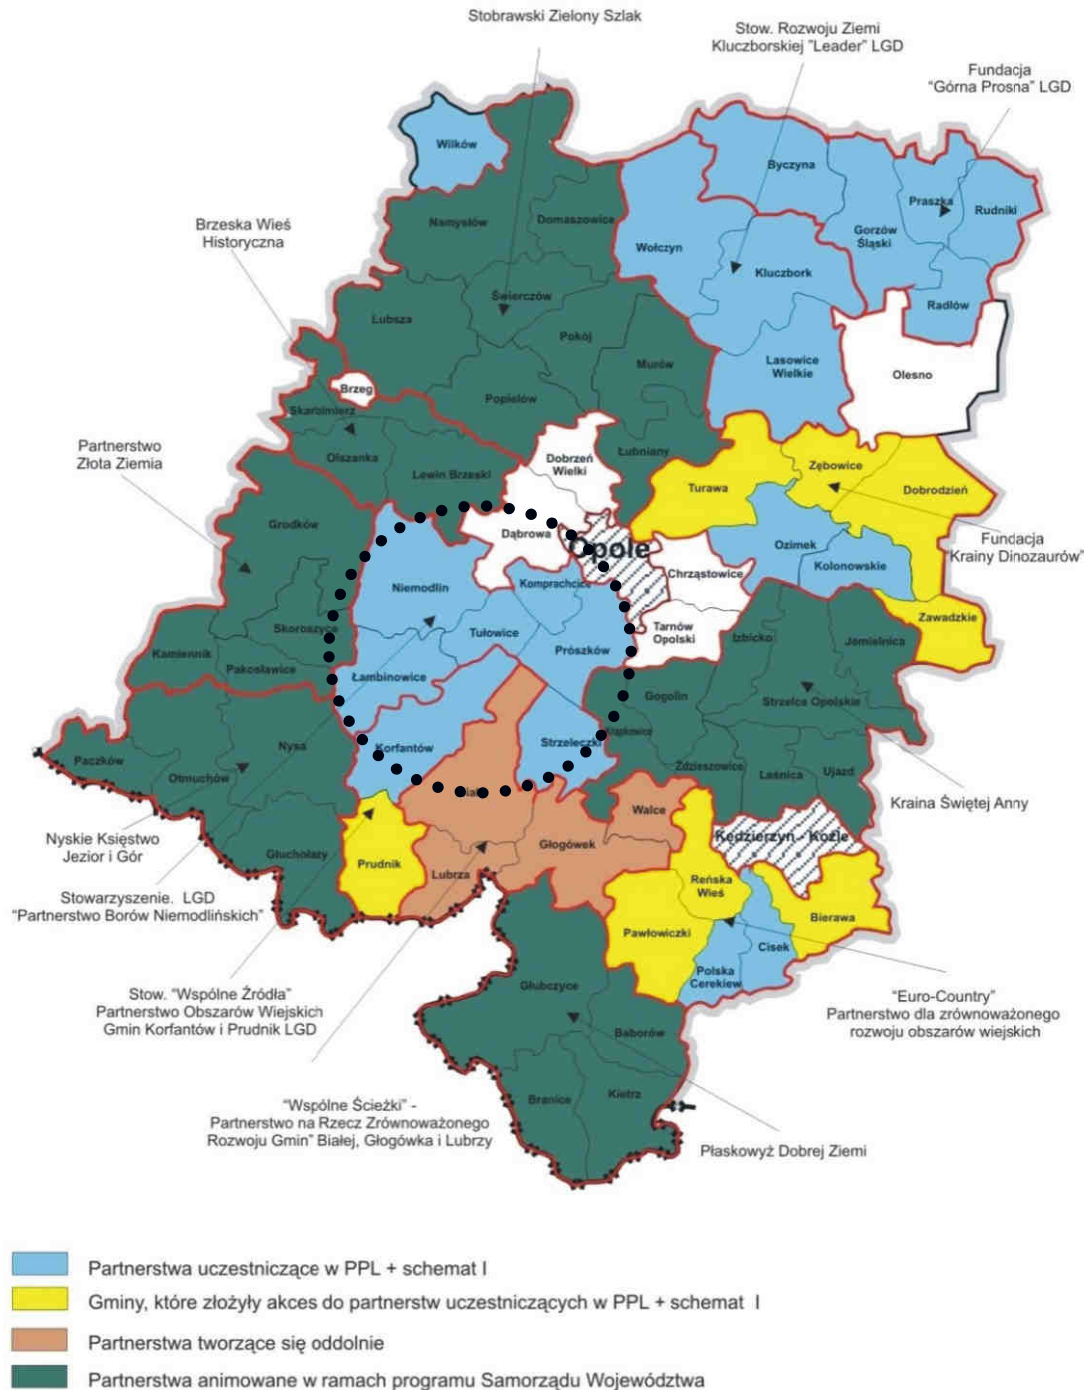 Stobrawski Zielony Szlak
Stow. Rozwoju Ziemi
Kluczborskiej "Leader" LGD
Fundacja
"Górna Prosna" LGD
Wilków
Byczyna
Praszka
Rudniki
Gorzów
Śląski
Namysłów
Domaszowice
Wołczyn
Kluczbork
Radłów
Brzeska Wieś
Historyczna
Świerczów
Lubsza
Pokój
Murów
Lasowice
Wielkie
Olesno
Brzeg
Popielów
Skarbimierz
Olszanka
Lewin Brzeski
Dobrzeń
Wielki
Łubniany
Partnerstwo
Złota Ziemia
Zębowice
Turawa
Dobrodzień
Grodków
Dąbrowa
Opole
Ozimek
Fundacja
"Krainy Dinozaurów"
Niemodlin
Komprachcice
Chrząstowice
Kolonowskie
Skoroszyce
Tułowice
Tarnów
Opolski
Zawadzkie
Kamiennik
Pakosławice
Prószków
Izbicko
Jemielnica
Łambinowice
Gogolin
Strzelce Opolskie
Korfantów
Strzeleczki
Krapkowice
Nysa
Paczków
Otmuchów
Zdzieszowice
Leśnica
Ujazd
Kraina Świętej Anny
Walce
Nyskie Księstwo
Jezior i Gór
Głuchołazy
Prudnik
Lubrza
Głogówek
Kędzierzyn - Koźle
Reńska
Wieś
Bierawa
Stowarzyszenie. LGD
"Partnerstwo Borów Niemodlińskich"
Pawłowiczki
Cisek
Polska
Cerekiew
Głubczyce
Stow. "Wspólne Źródła"
Partnerstwo Obszarów Wiejskich
Gmin Korfantów i Prudnik LGD
"Euro-Country"
Partnerstwo dla zrównoważonego
rozwoju obszarów wiejskich
Baborów
Branice
Kietrz
"Wspólne Ścieżki" -
Partnerstwo na Rzecz Zrównoważonego
Rozwoju Gmin" Białej, Głogówka i Lubrzy
Płaskowyż Dobrej Ziemi
Partnerstwa uczestniczące w PPL + schemat I
Gminy, które złożyły akces do partnerstw uczestniczących w PPL + schemat I
Partnerstwa tworzące się oddolnie
Partnerstwa animowane w ramach programu Samorządu Województwa